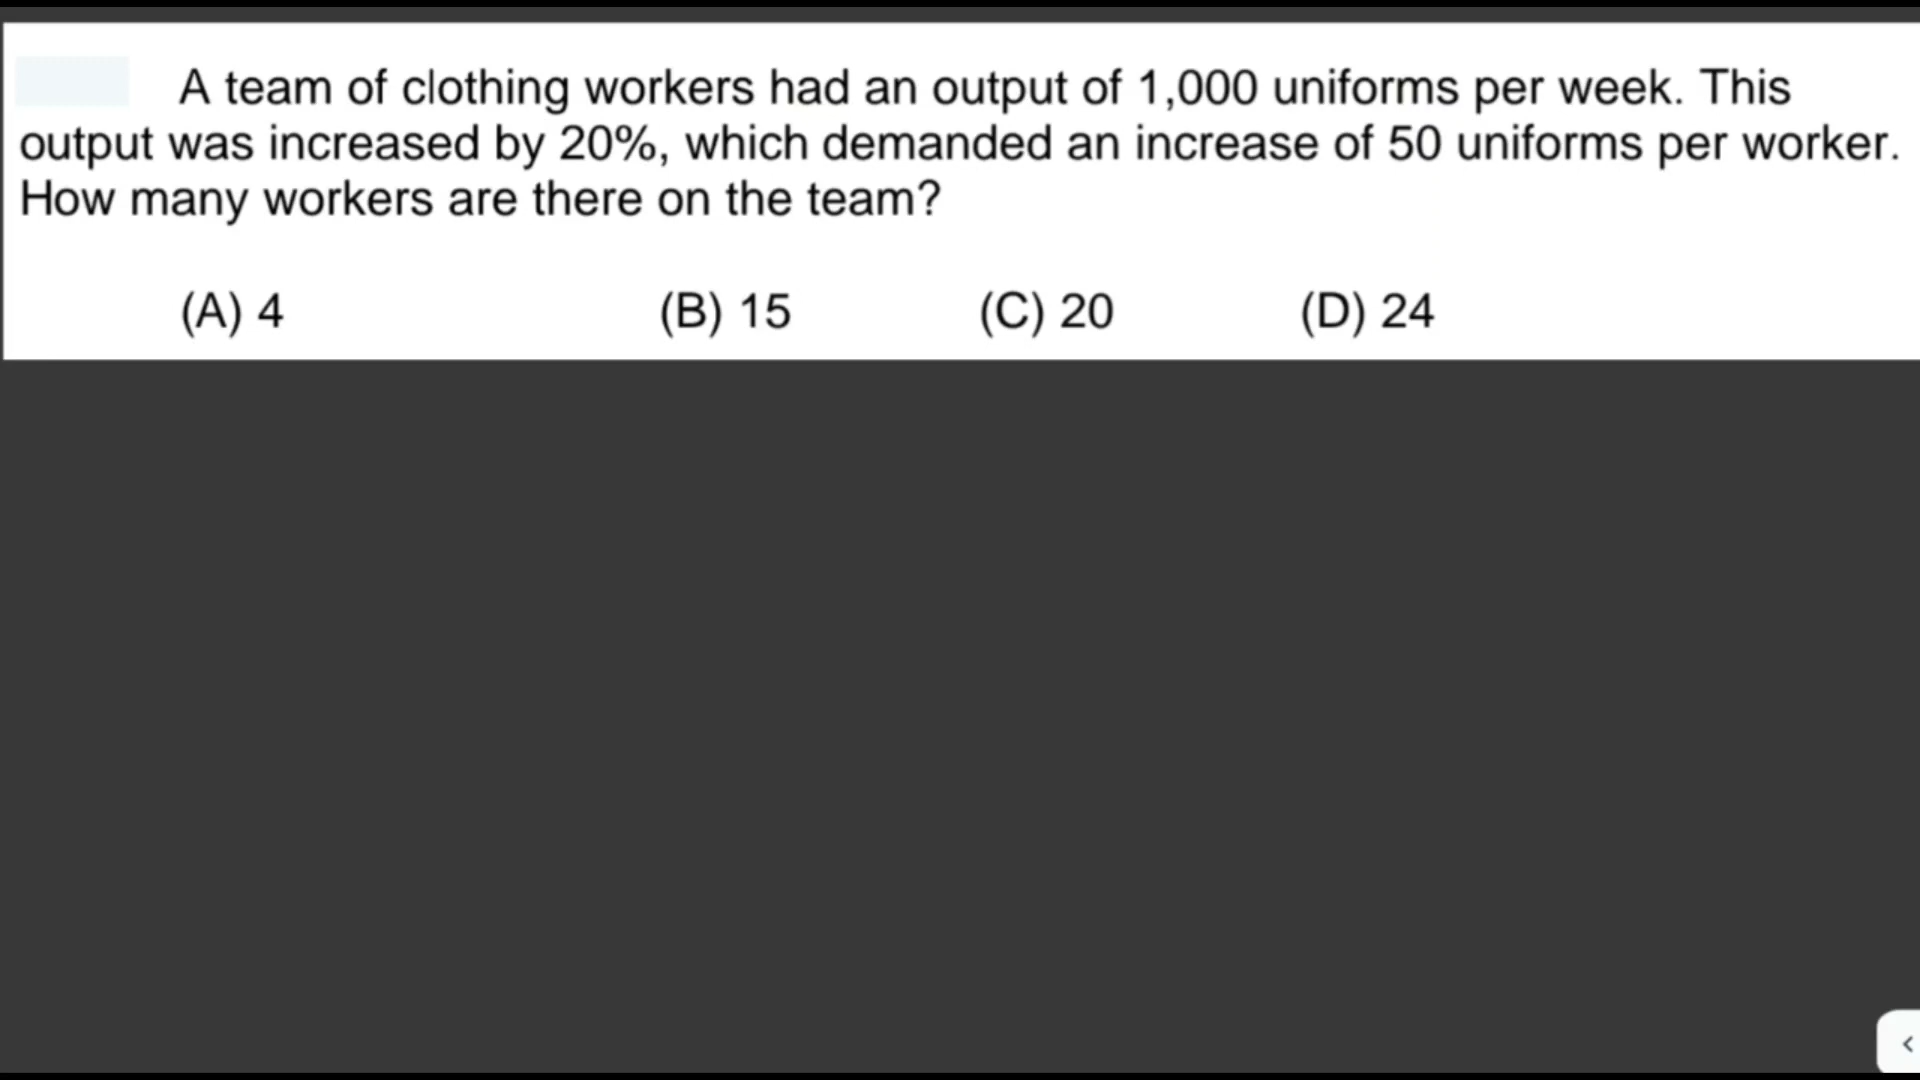 A team of clothing workers had an output of 1,000 uniforms per week. This
output was increased by 20%, which demanded an increase of 50 uniforms per worker.
How many workers are there on the team?
(A) 4 (B) 15 (C) 20 (D) 24